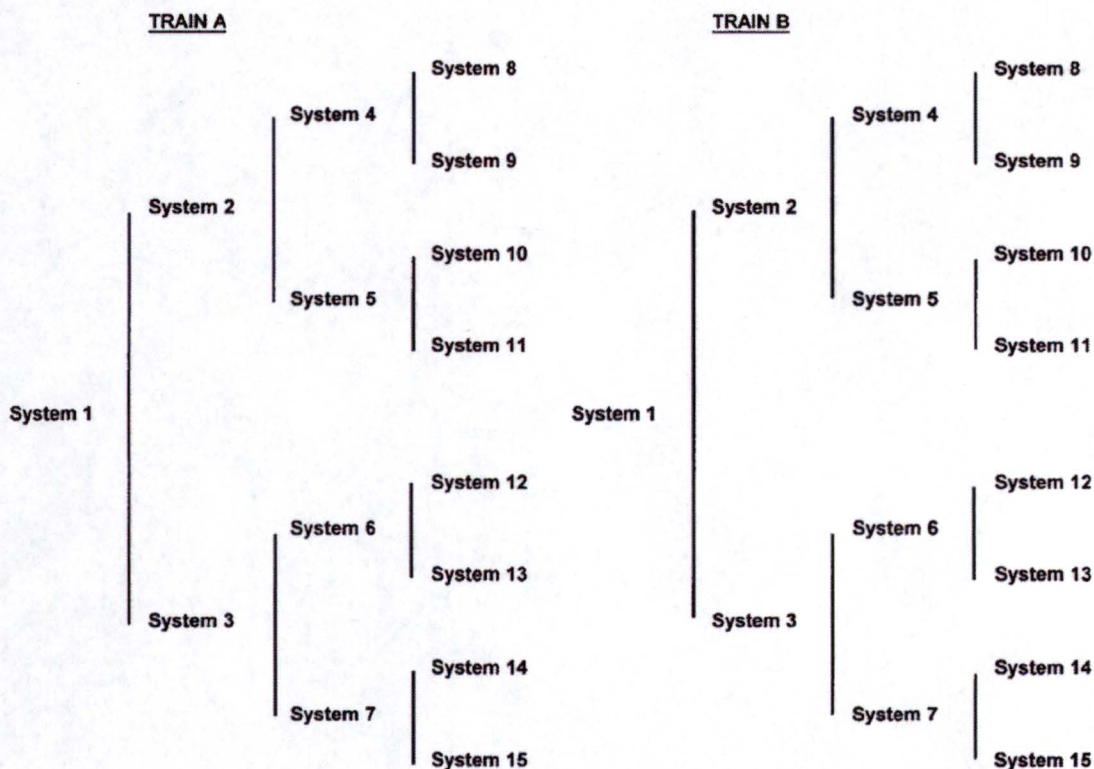 TRAIN A
TRAIN B
System 8
System 8
System 4
System 4
System 9
System 9
System 2
System 2
System 10
System 10
System 5
System 5
System 11
System 11
System 1
System 1
System 12
System 12
System 6
System 6
System 13
System 13
System 3
System 3
System 14
System 14
System 7
System 7
System 15
System 15